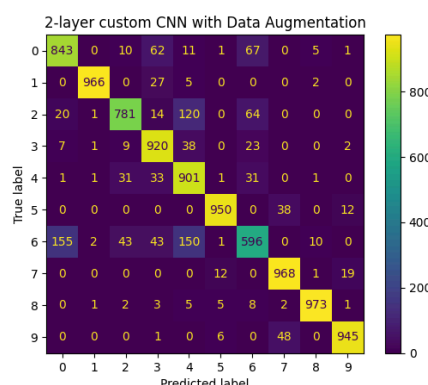 2-layer custom CNN with Data Augmentation
0 843 0 10 62 11 1 67 0 5 1
1 0 966 0 27 5 0 0 0 2 0
2 20 1 781 14 120 0 64 0 0 0
3 7 1 9 920 38 0 23 0 0 2
4 1 1 31 33 901 1 31 0 1 0
5 0 0 0 0 0 950 0 38 0 12
6 155 2 43 43 150 1 596 0 10 0
7 0 0 0 0 0 12 0 968 1 19
8 0 1 2 3 5 5 8 2 973 1
9 0 0 0 1 0 6 0 48 0 945
0 1 2 3 4 5 6 7 8 9
True label
Predicted label
800
600
400
200
0